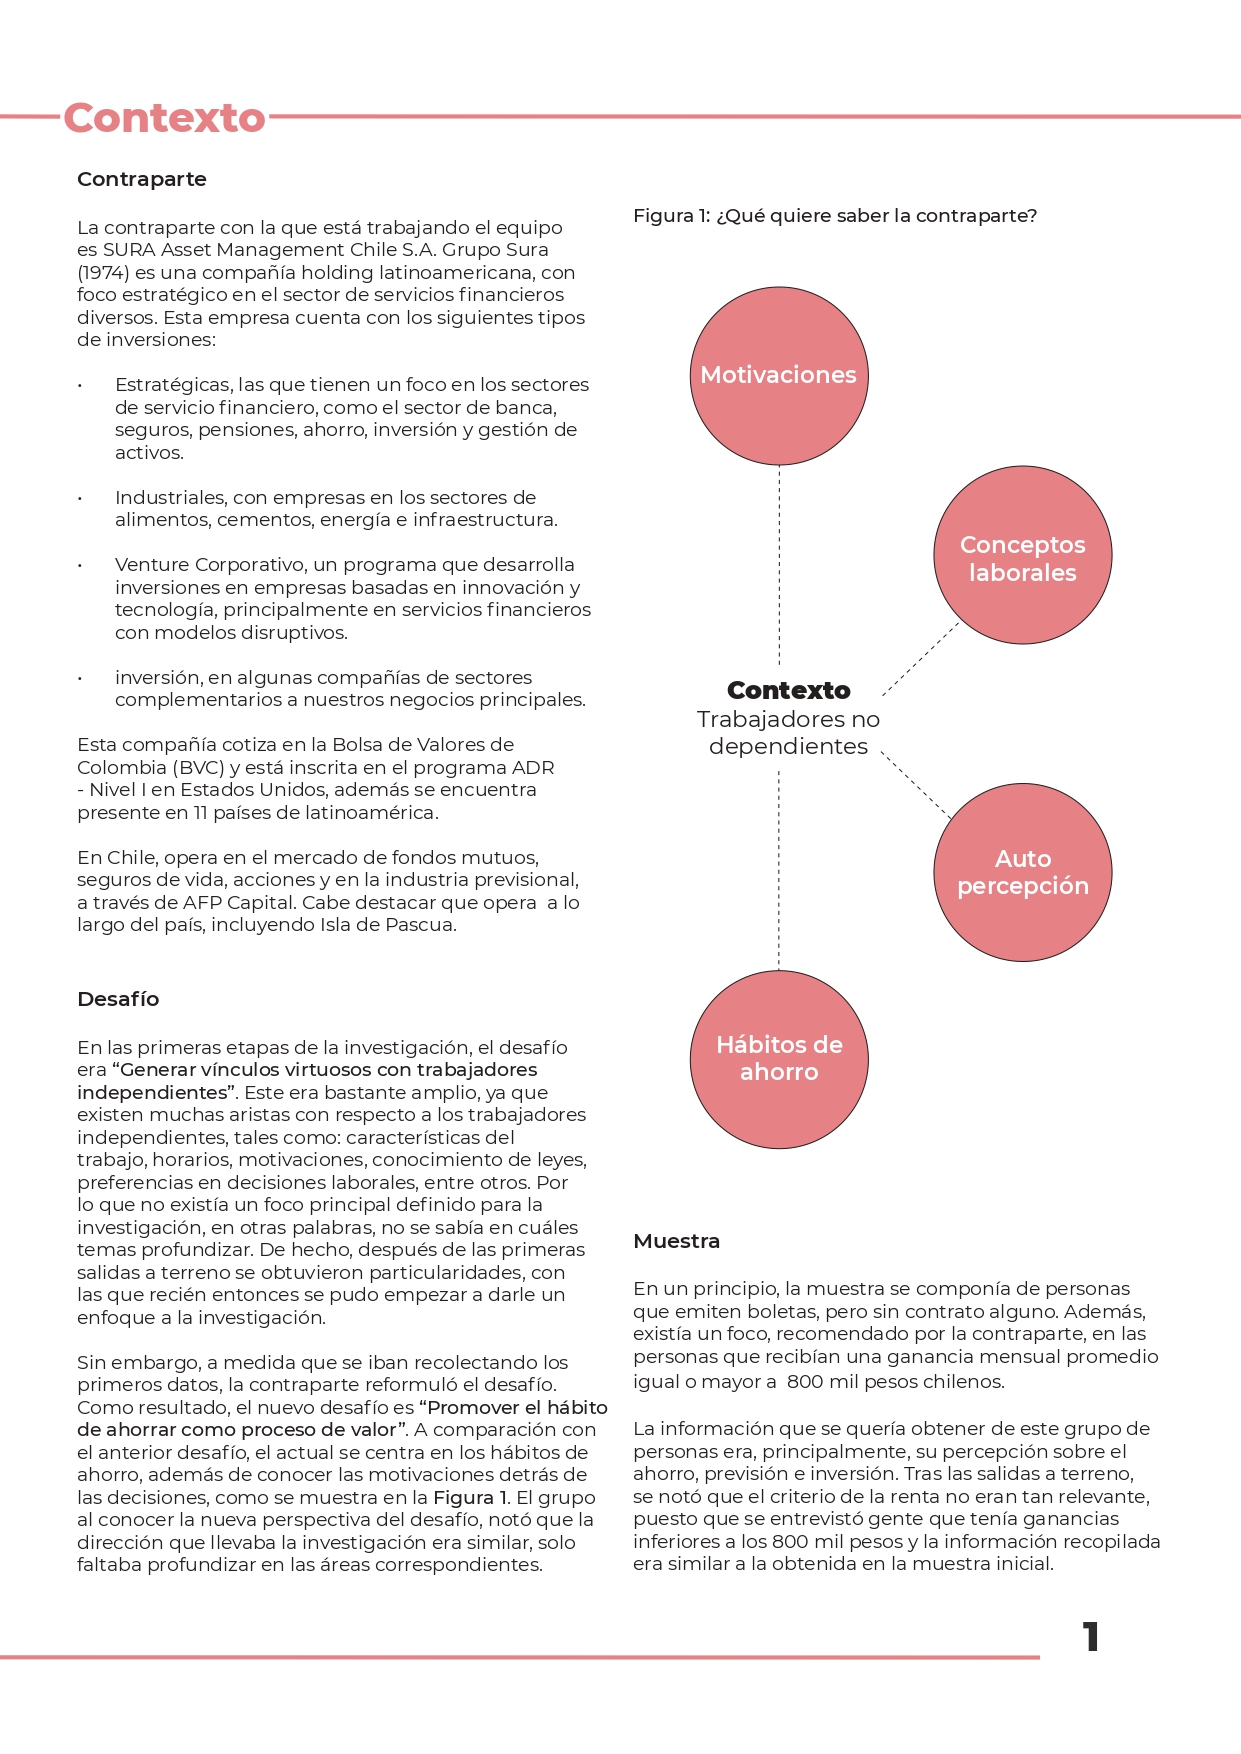 Contexto
Contraparte
La contraparte con la que está trabajando el equipo
es SURA Asset Management Chile S.A. Grupo Sura
(1974) es una compañía holding latinoamericana, con
foco estratégico en el sector de servicios financieros
diversos. Esta empresa cuenta con los siguientes tipos
de inversiones:
• Estratégicas, las que tienen un foco en los sectores
de servicio financiero, como el sector de banca,
seguros, pensiones, ahorro, inversión y gestión de
activos.
• Industriales, con empresas en los sectores de
alimentos, cementos, energía e infraestructura.
• Venture Corporativo, un programa que desarrolla
inversiones en empresas basadas en innovación y
tecnología, principalmente en servicios financieros
con modelos disruptivos.
• inversión, en algunas compañías de sectores
complementarios a nuestros negocios principales.
Esta compañía cotiza en la Bolsa de Valores de
Colombia (BVC) y está inscrita en el programa ADR
- Nivel I en Estados Unidos, además se encuentra
presente en 11 países de latinoamérica.
En Chile, opera en el mercado de fondos mutuos,
seguros de vida, acciones y en la industria previsional,
a través de AFP Capital. Cabe destacar que opera  a lo
largo del país, incluyendo Isla de Pascua.
Desafío
En las primeras etapas de la investigación, el desafío
era “Generar vínculos virtuosos con trabajadores
independientes”. Este era bastante amplio, ya que
existen muchas aristas con respecto a los trabajadores
independientes, tales como: características del
trabajo, horarios, motivaciones, conocimiento de leyes,
preferencias en decisiones laborales, entre otros. Por
lo que no existía un foco principal definido para la
investigación, en otras palabras, no se sabía en cuáles
temas profundizar. De hecho, después de las primeras
salidas a terreno se obtuvieron particularidades, con
las que recién entonces se pudo empezar a darle un
enfoque a la investigación.
Sin embargo, a medida que se iban recolectando los
primeros datos, la contraparte reformuló el desafío.
Como resultado, el nuevo desafío es “Promover el hábito
de ahorrar como proceso de valor”. A comparación con
el anterior desafío, el actual se centra en los hábitos de
ahorro, además de conocer las motivaciones detrás de
las decisiones, como se muestra en la Figura 1. El grupo
al conocer la nueva perspectiva del desafío, notó que la
dirección que llevaba la investigación era similar, solo
faltaba profundizar en las áreas correspondientes.
Figura 1: ¿Qué quiere saber la contraparte?
Motivaciones
Conceptos
laborales
Contexto
Trabajadores no
dependientes
Auto
percepción
Hábitos de
ahorro
Muestra
En un principio, la muestra se componía de personas
que emiten boletas, pero sin contrato alguno. Además,
existía un foco, recomendado por la contraparte, en las
personas que recibían una ganancia mensual promedio
igual o mayor a  800 mil pesos chilenos.
La información que se quería obtener de este grupo de
personas era, principalmente, su percepción sobre el
ahorro, previsión e inversión. Tras las salidas a terreno,
se notó que el criterio de la renta no eran tan relevante,
puesto que se entrevistó gente que tenía ganancias
inferiores a los 800 mil pesos y la información recopilada
era similar a la obtenida en la muestra inicial.
1